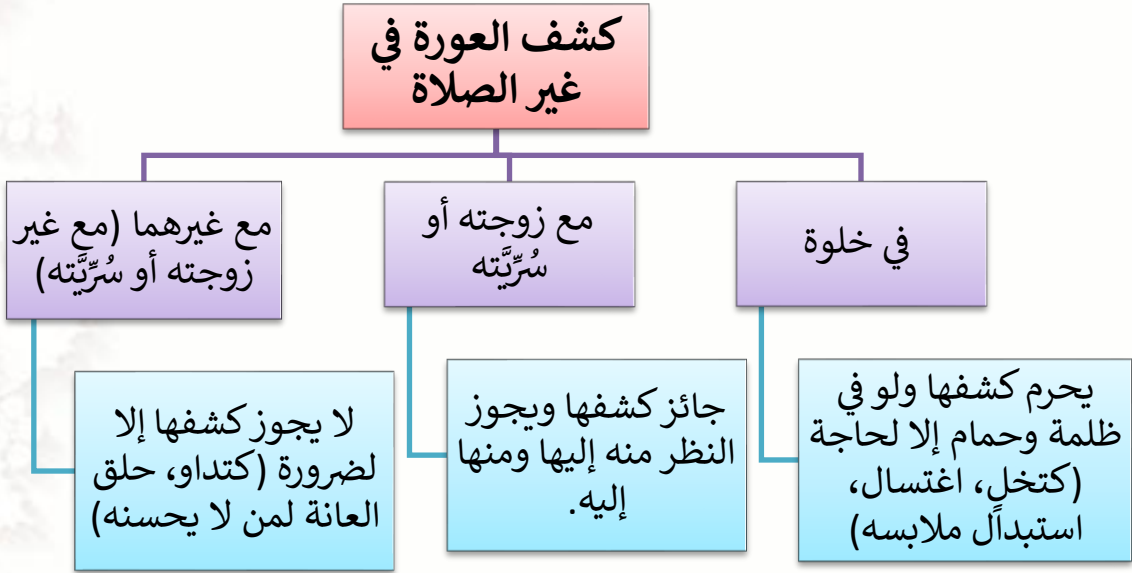 كشف العورة في
غير الصلاة
في خلوة
يحرم كشفها ولو في
ظلمة وحمام إلا لحاجة
(كتخلٍ، اغتسال،
استبدال ملابسه)
مع زوجته أو
سُرِّيَّته
جائز كشفها ويجوز
النظر منه إليها ومنها
إليه.
مع غيرهما (مع غير
زوجته أو سُرِّيَّته)
لا يجوز كشفها إلا
لضرورة (كتداو، حلق
العانة لمن لا يحسنه)